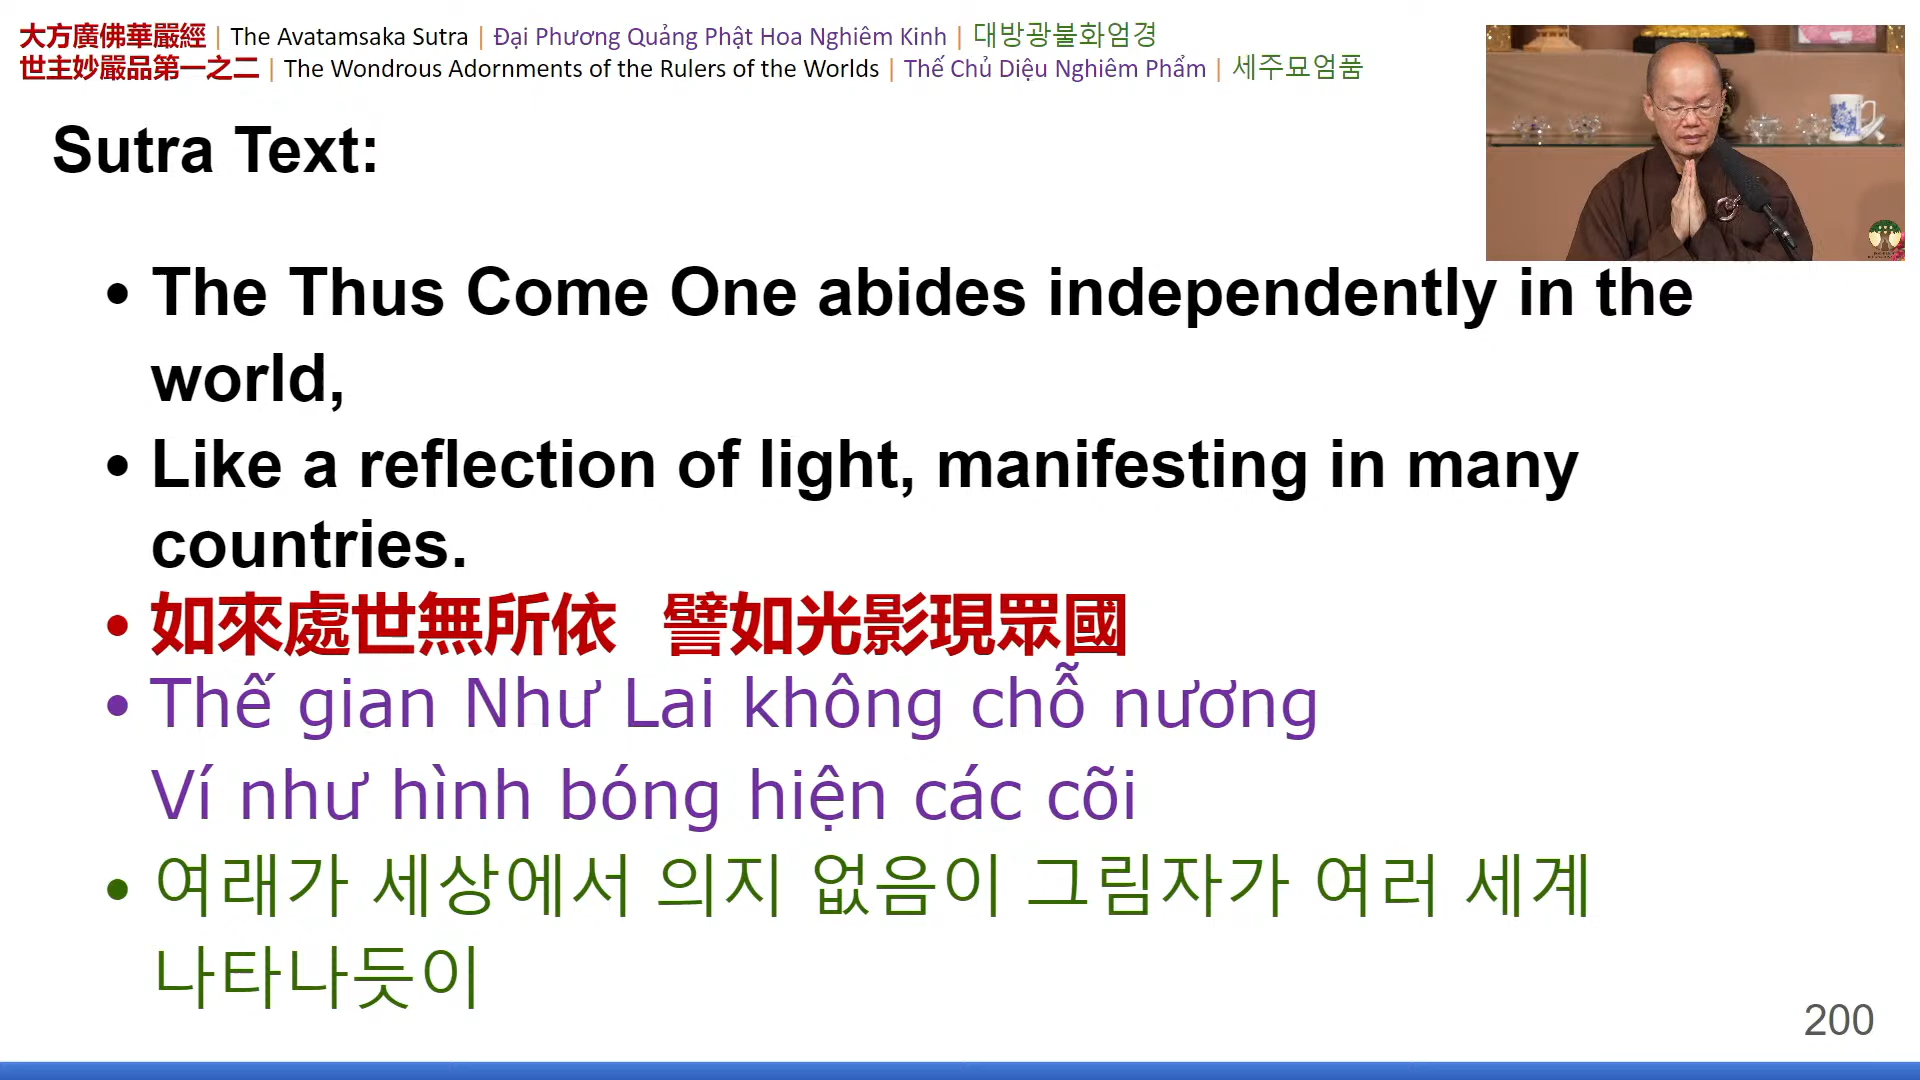 大方廣佛華嚴經 | The Avatamsaka Sutra | Đại Phương Quảng Phật Hoa Nghiêm Kinh | 대방광불화엄경
世主妙嚴品第一之二 | The Wondrous Adornments of the Rulers of the Worlds | Thế Chủ Diệu Nghiêm Phẩm | 세주묘엄품
Sutra Text:
• The Thus Come One abides independently in the
world,
• Like a reflection of light, manifesting in many
countries.
• 如來處世無所依 譬如光影現眾國
• Thế gian Như Lai không chỗ nương
Ví như hình bóng hiện các cõi
• 여래가 세상에서 의지 없음이 그림자가 여러 세계
나타나듯이
200